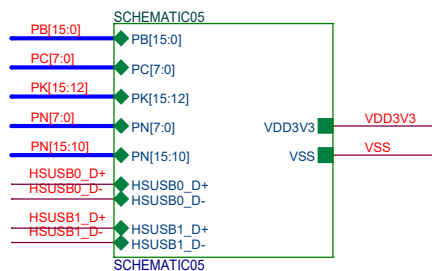 SCHEMATIC05
PB[15:0] PB[15:0]
PC[7:0] PC[7:0]
PK[15:12] PK[15:12]
PN[7:0] PN[7:0] VDD3V3 VDD3V3
PN[15:10] PN[15:10] VSS VSS
HSUSB0_D+ HSUSB0_D+
HSUSB0_D- HSUSB0_D-
HSUSB1_D+ HSUSB1_D+
HSUSB1_D- HSUSB1_D-
SCHEMATIC05